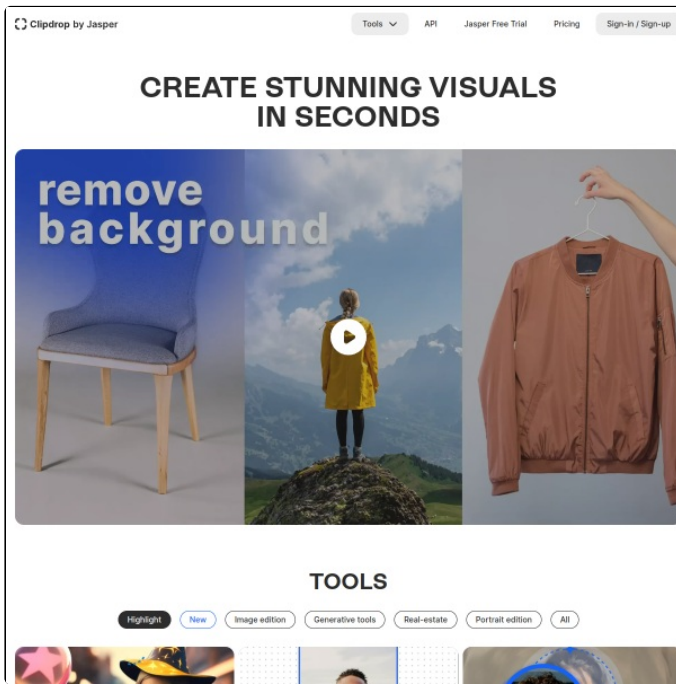 Clipdrop by Jasper
Tools
API
Jasper Free Trial
Pricing
Sign-in / Sign-up
CREATE STUNNING VISUALS
IN SECONDS
remove
background
TOOLS
Highlight
New
Image edition
Generative tools
Real-estate
Portrait edition
All